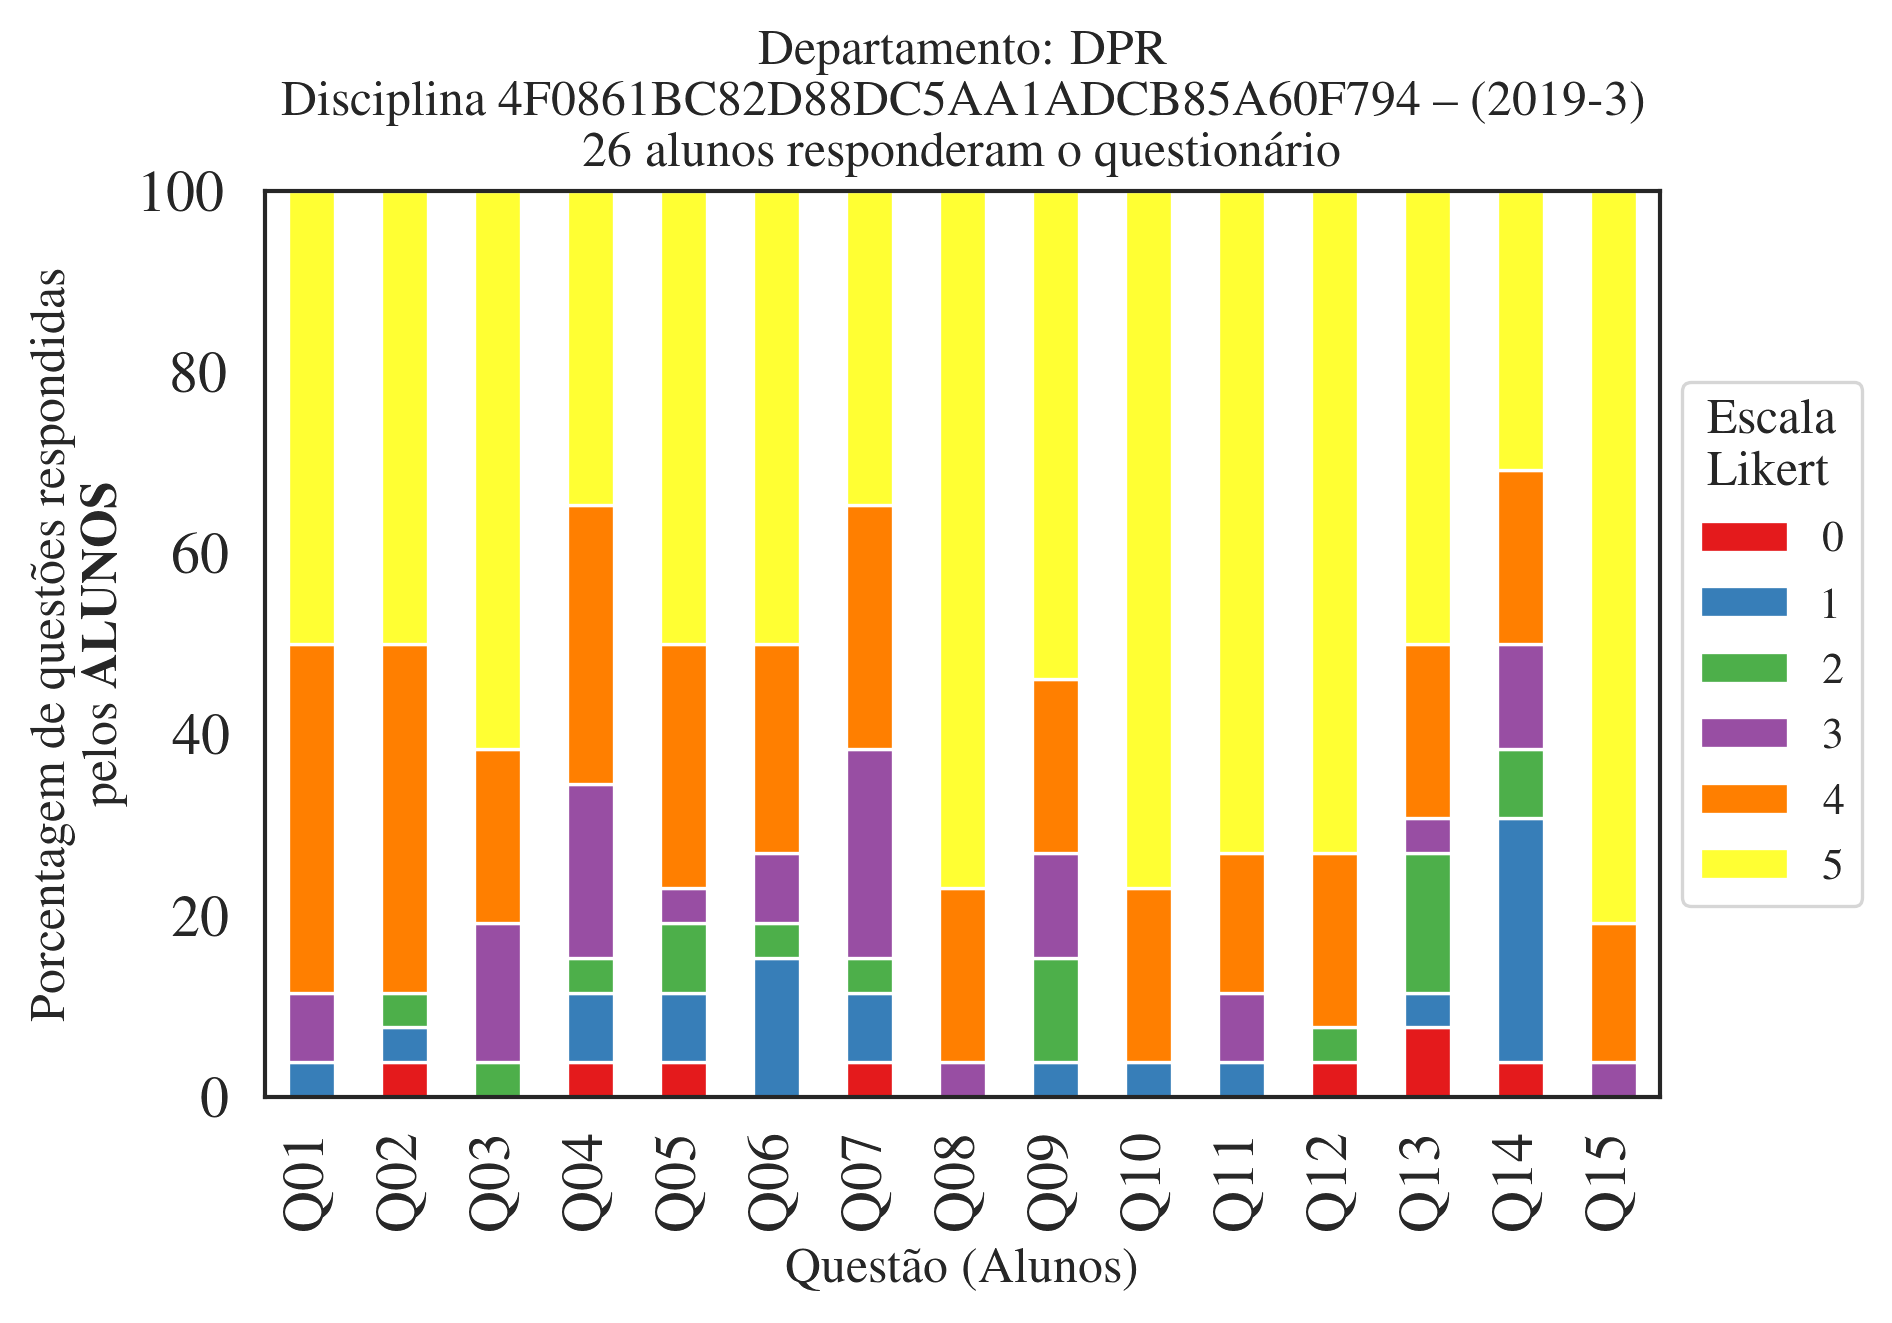 Departamento: DPR
Disciplina 4F0861BC82D88DC5AA1ADCB85A60F794 – (2019-3)
26 alunos responderam o questionário
100
80
60
40
20
0
Porcentagem de questões respondidas
pelos ALUNOS
Q01
Q02
Q03
Q04
Q05
Q06
Q07
Q08
Q09
Q10
Q11
Q12
Q13
Q14
Q15
Questão (Alunos)
Escala
Likert
0
1
2
3
4
5